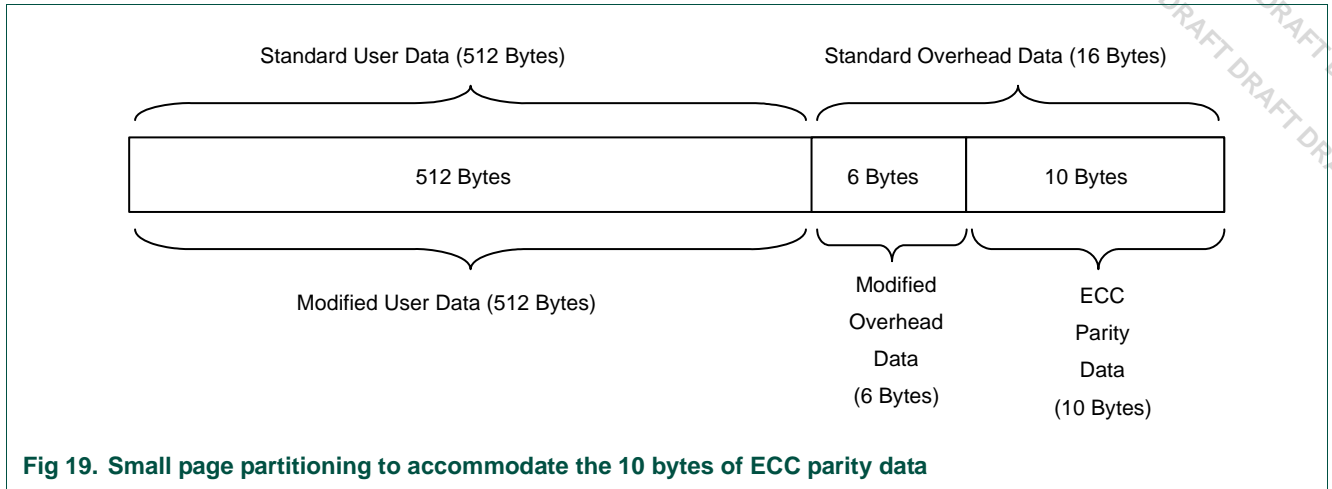 DRAFT DRAFT D
DRAFT DRAFT DRA
Standard User Data (512 Bytes)
Standard Overhead Data (16 Bytes)
512 Bytes
6 Bytes
10 Bytes
Modified User Data (512 Bytes)
Modified
Overhead
Data
(6 Bytes)
ECC
Parity
Data
(10 Bytes)
Fig 19. Small page partitioning to accommodate the 10 bytes of ECC parity data